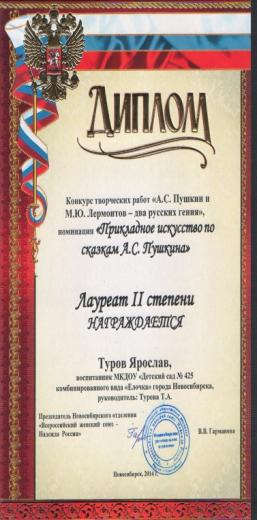 ДИПЛОМ
Конкурс творческих работ «А.С. Пушкин и
М.Ю. Лермонтов – два русских гения»,
номинация «Прикладное искусство по
сказкам А.С. Пушкина»
Лауреат II степени
НАГРАЖДАЕТСЯ
Туров Ярослав,
воспитанник МКДОУ «Детский сад № 425
комбинированного вида «Ёлочка» города Новосибирска,
руководитель: Турова Т.А.
Председатель Новосибирского отделения
«Всероссийский женский союз -
Надежда России»
В.В. Гарманова
Новосибирск, 2014 г.